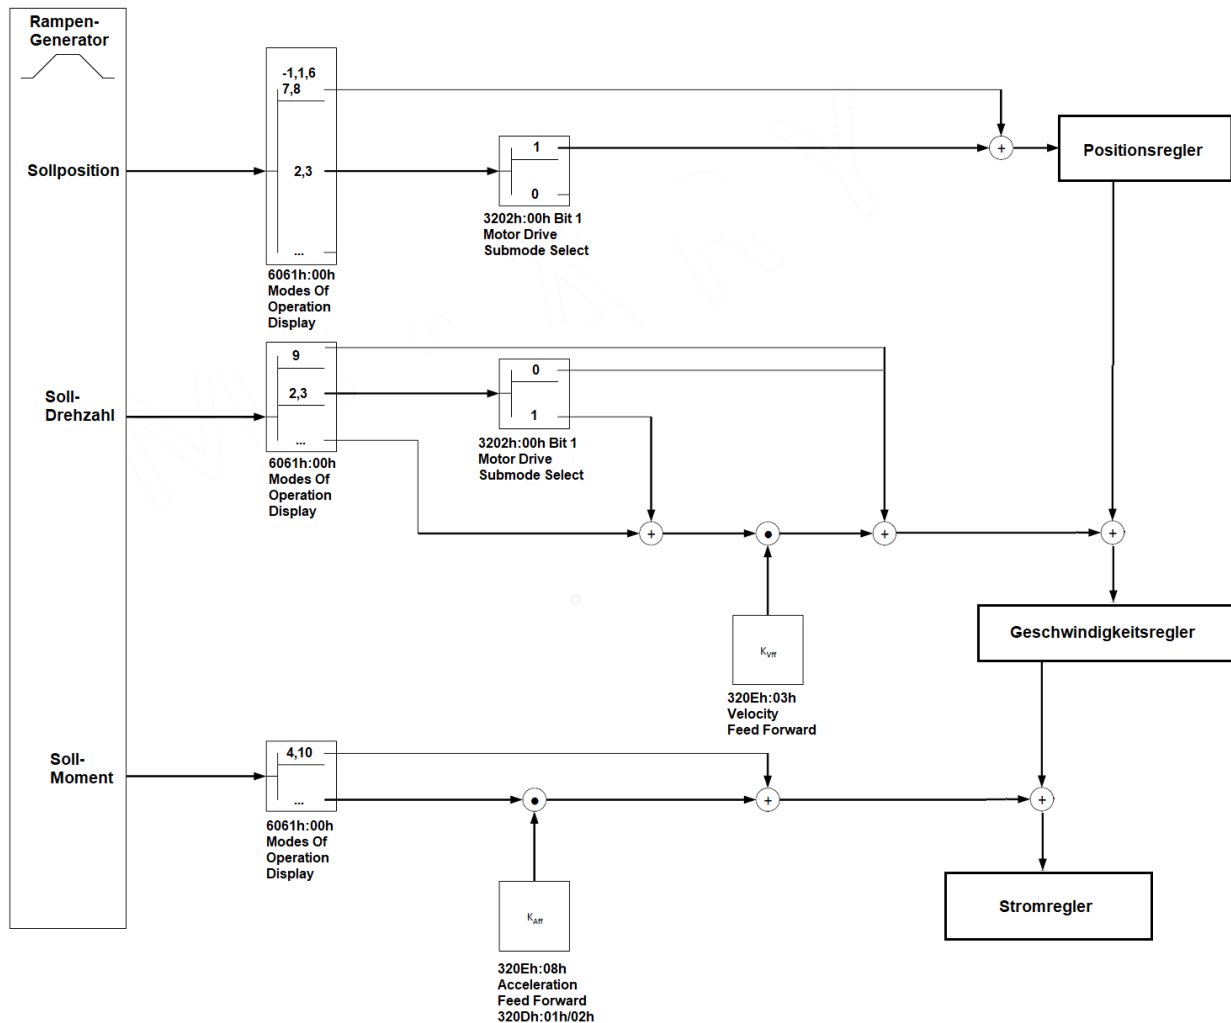 Rampen-
Generator
-1,1,6
7,8
Sollposition
2,3
...
6061h:00h
Modes Of
Operation
Display
1
0
3202h:00h Bit 1
Motor Drive
Submode Select
+
Positionsregler
Soll-
Drehzahl
9
2,3
...
6061h:00h
Modes Of
Operation
Display
0
1
3202h:00h Bit 1
Motor Drive
Submode Select
+
+
+
KVff
320Eh:03h
Velocity
Feed Forward
Geschwindigkeitsregler
Soll-
Moment
4,10
...
6061h:00h
Modes Of
Operation
Display
+
+
KAff
320Eh:08h
Acceleration
Feed Forward
320Dh:01h/02h
Stromregler